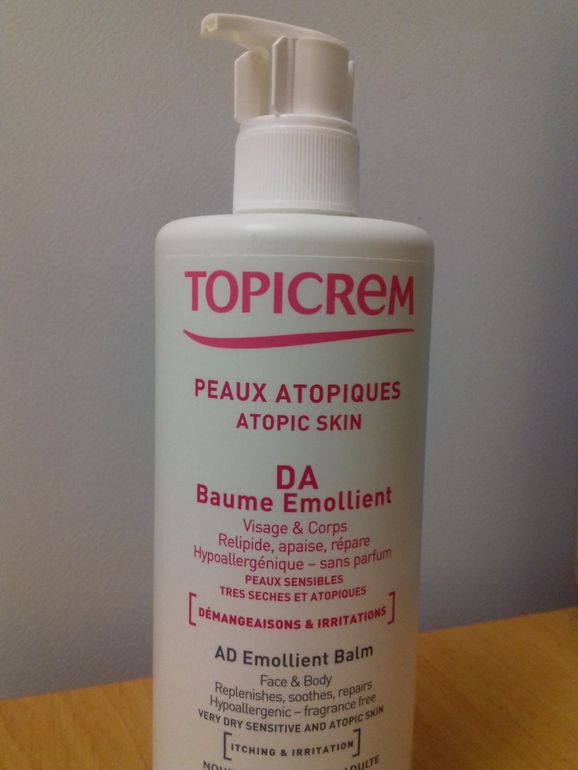 TOPICREM
PEAUX ATOPIQUES
ATOPIC SKIN
DA
Baume Emollient
Visage & Corps
Relipide, apaise, répare
Hypoallergénique – sans parfum
PEAUX SENSIBLES
TRES SECHES ET ATOPIQUES
[DÉMANGEAISONS & IRRITATIONS]
AD Emollient Balm
Face & Body
Replenishes, soothes, repairs
Hypoallergenic – fragrance free
VERY DRY SENSITIVE AND ATOPIC SKIN
[ITCHING & IRRITATION]